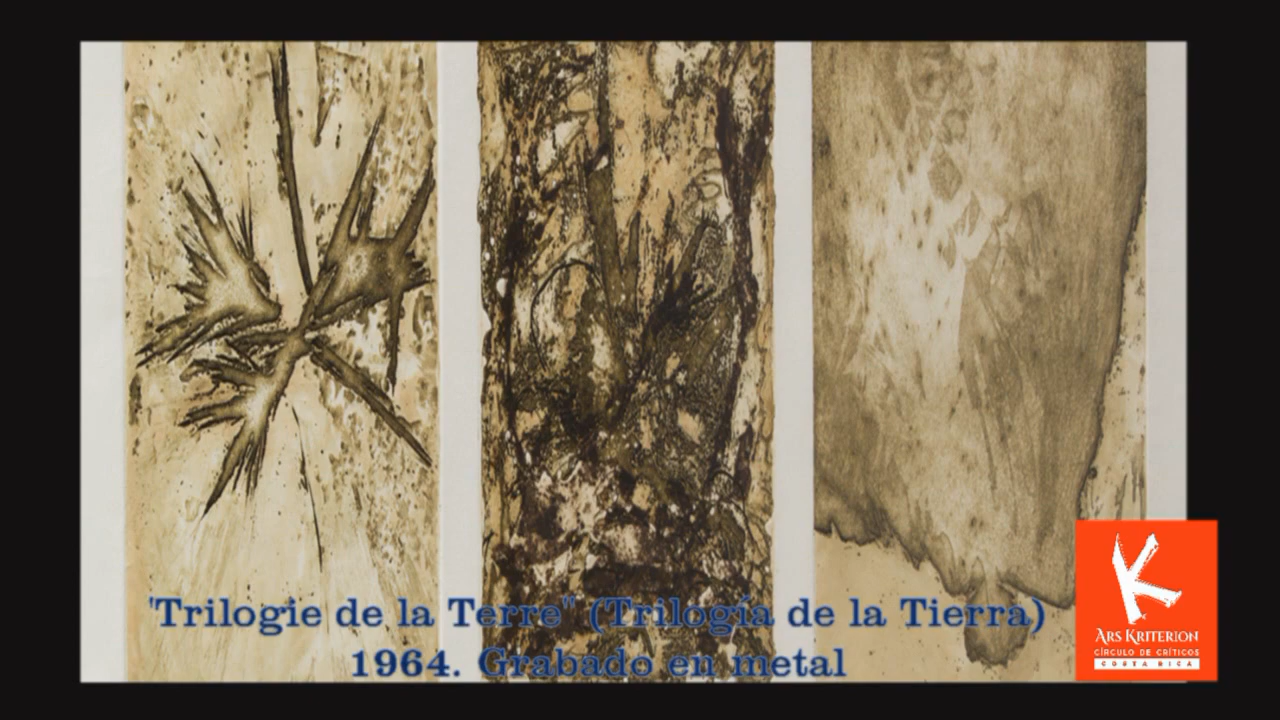 'Trilogie de la Terre" (Trilogía de la Tierra)
1964. Grabado en metal
K
ARS KRITERION
CÍRCULO DE CRÍTICOS
COSTA RICA